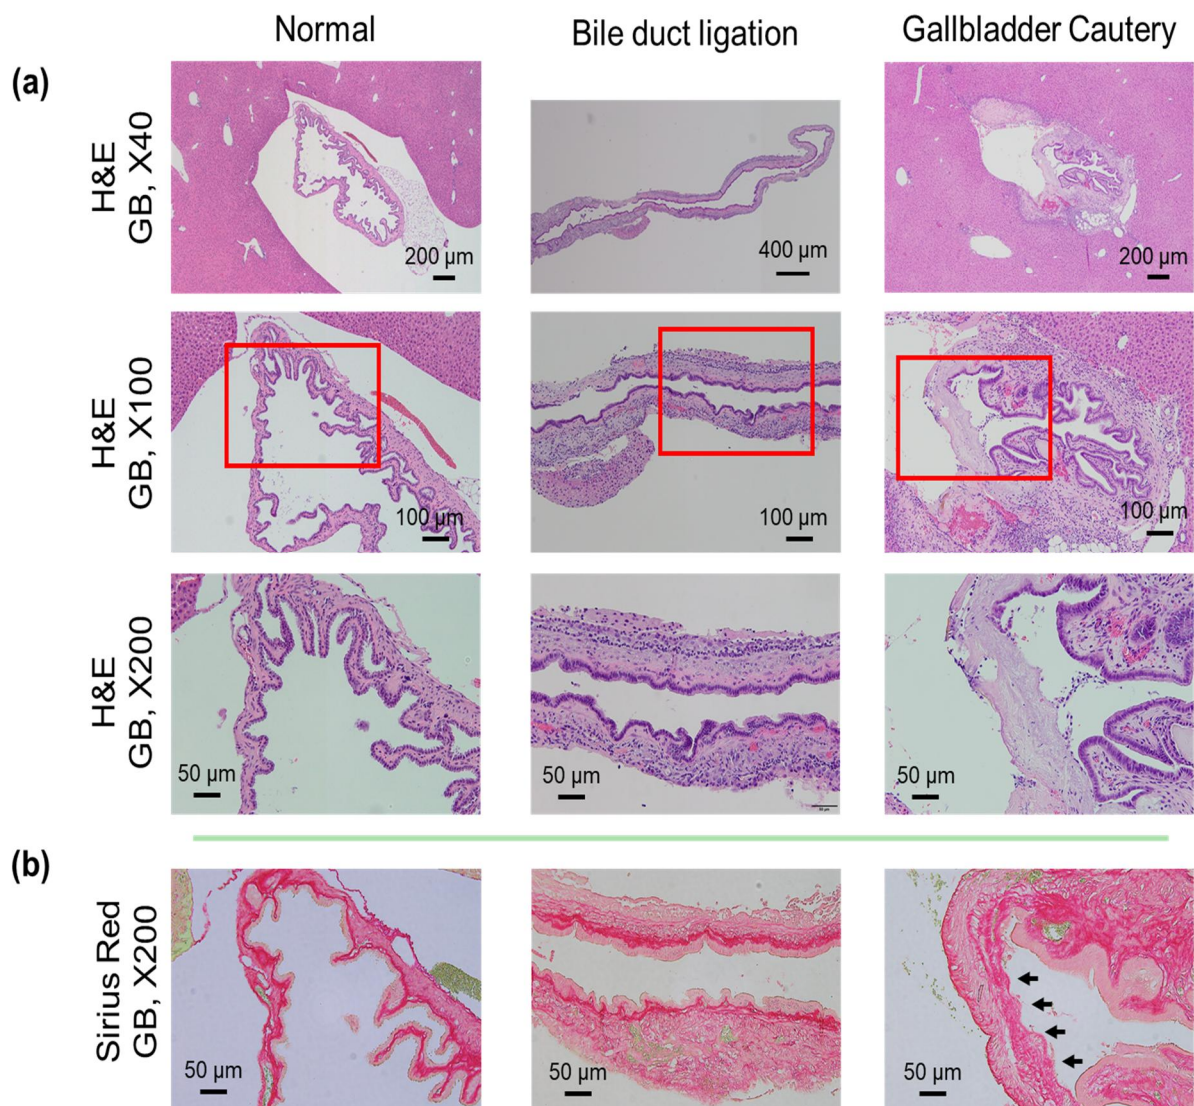 Normal
Bile duct ligation
Gallbladder Cautery
(a)
H&E
GB, X40
200 µm
400 µm
200 µm
H&E
GB, X100
100 µm
100 µm
100 µm
H&E
GB, X200
50 µm
50 µm
50 µm
(b)
Sirius Red
GB, X200
50 µm
50 µm
50 µm